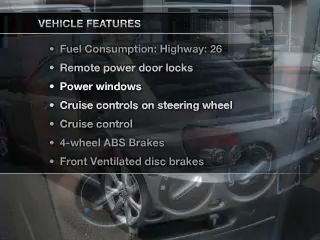 VEHICLE FEATURES
• Fuel Consumption: Highway: 26
• Remote power door locks
• Power windows
• Cruise controls on steering wheel
• Cruise control
• 4-wheel ABS Brakes
• Front Ventilated disc brakes